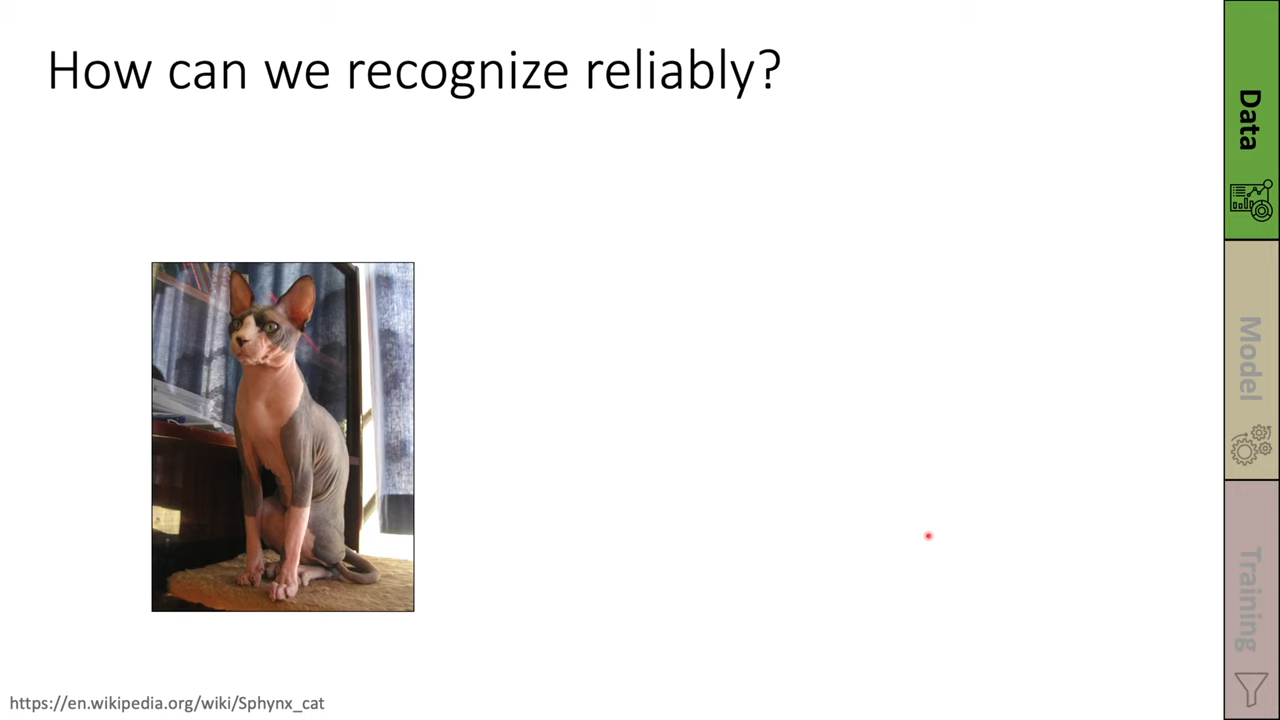 How can we recognize reliably?
Data
Model
Training
https://en.wikipedia.org/wiki/Sphynx_cat